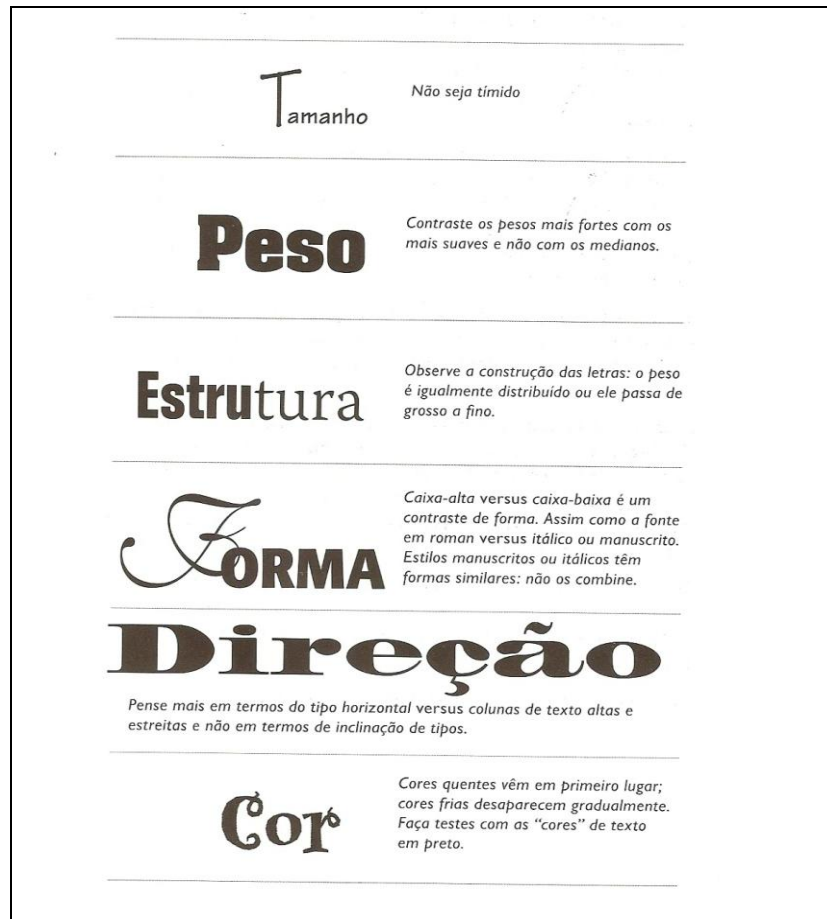 Tamanho
Não seja tímido
Peso
Contraste os pesos mais fortes com os
mais suaves e não com os medianos.
Estrutura
Observe a construção das letras: o peso
é igualmente distribuído ou ele passa de
grosso a fino.
FORMA
Caixa-alta versus caixa-baixa é um
contraste de forma. Assim como a fonte
em roman versus itálico ou manuscrito.
Estilos manuscritos ou itálicos têm
formas similares: não os combine.
Direção
Pense mais em termos do tipo horizontal versus colunas de texto altas e
estreitas e não em termos de inclinação de tipos.
Cor
Cores quentes vêm em primeiro lugar;
cores frias desaparecem gradualmente.
Faça testes com as “cores” de texto
em preto.